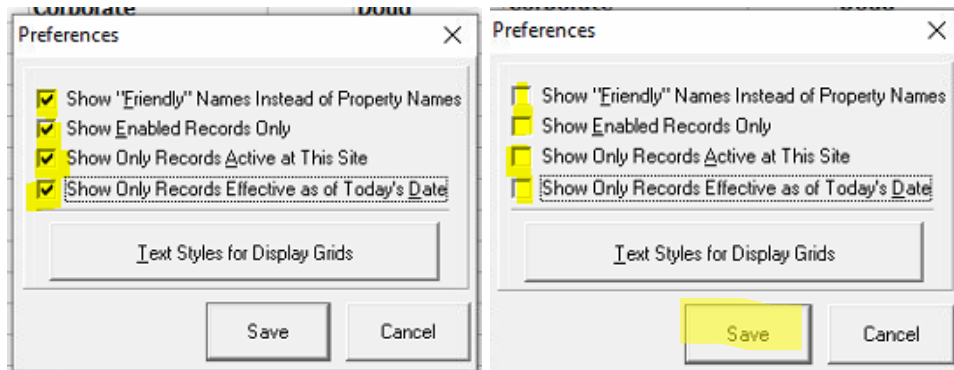 Corporate Doud
Preferences
Show "Friendly" Names Instead of Property Names
Show Enabled Records Only
Show Only Records Active at This Site
Show Only Records Effective as of Today's Date
Text Styles for Display Grids
Save Cancel
Preferences
Show "Friendly" Names Instead of Property Names
Show Enabled Records Only
Show Only Records Active at This Site
Show Only Records Effective as of Today's Date
Text Styles for Display Grids
Save Cancel